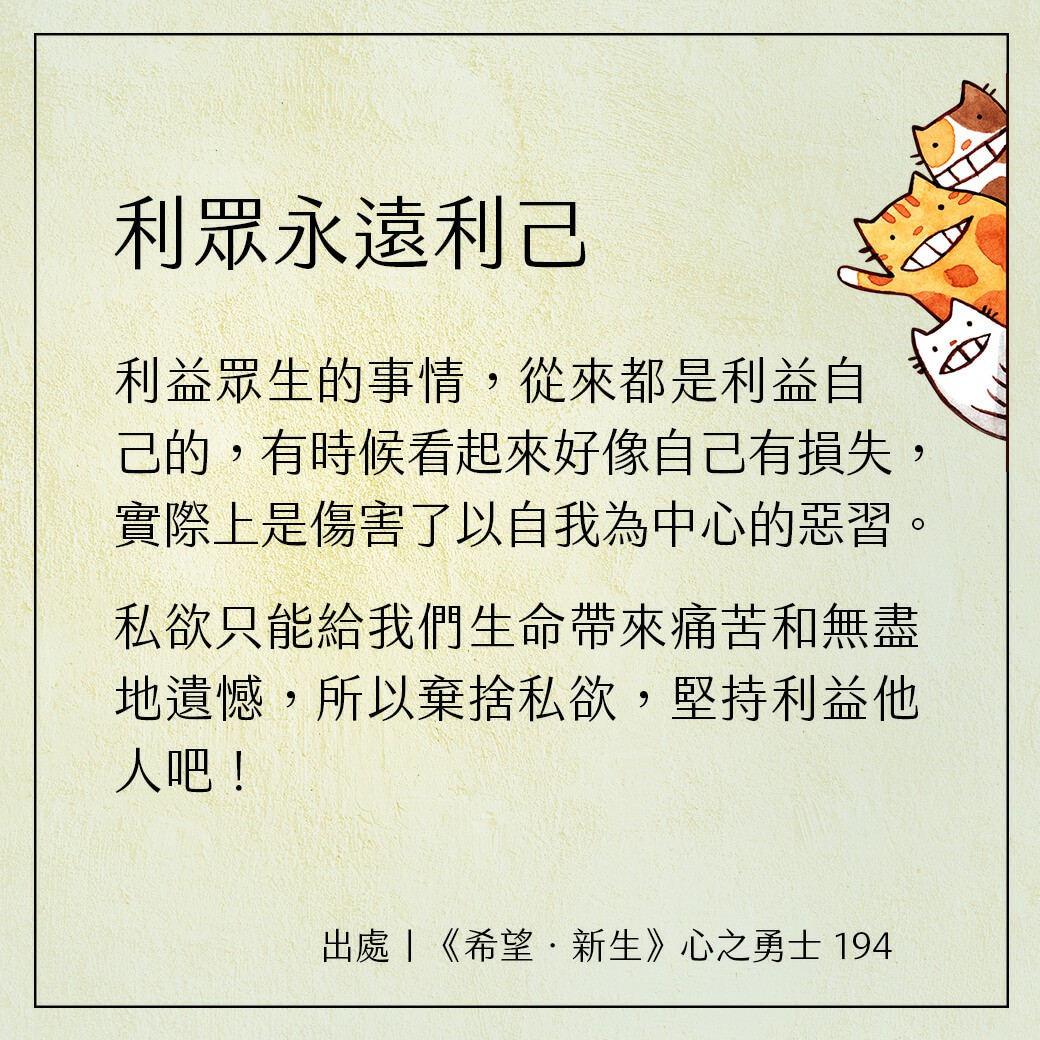 利眾永遠利己
利益眾生的事情，從來都是利益自
己的，有時候看起來好像自己有損失，
實際上是傷害了以自我為中心的惡習。
私欲只能給我們生命帶來痛苦和無盡
地遺憾，所以棄捨私欲，堅持利益他
人吧！
出處｜《希望．新生》心之勇士 194